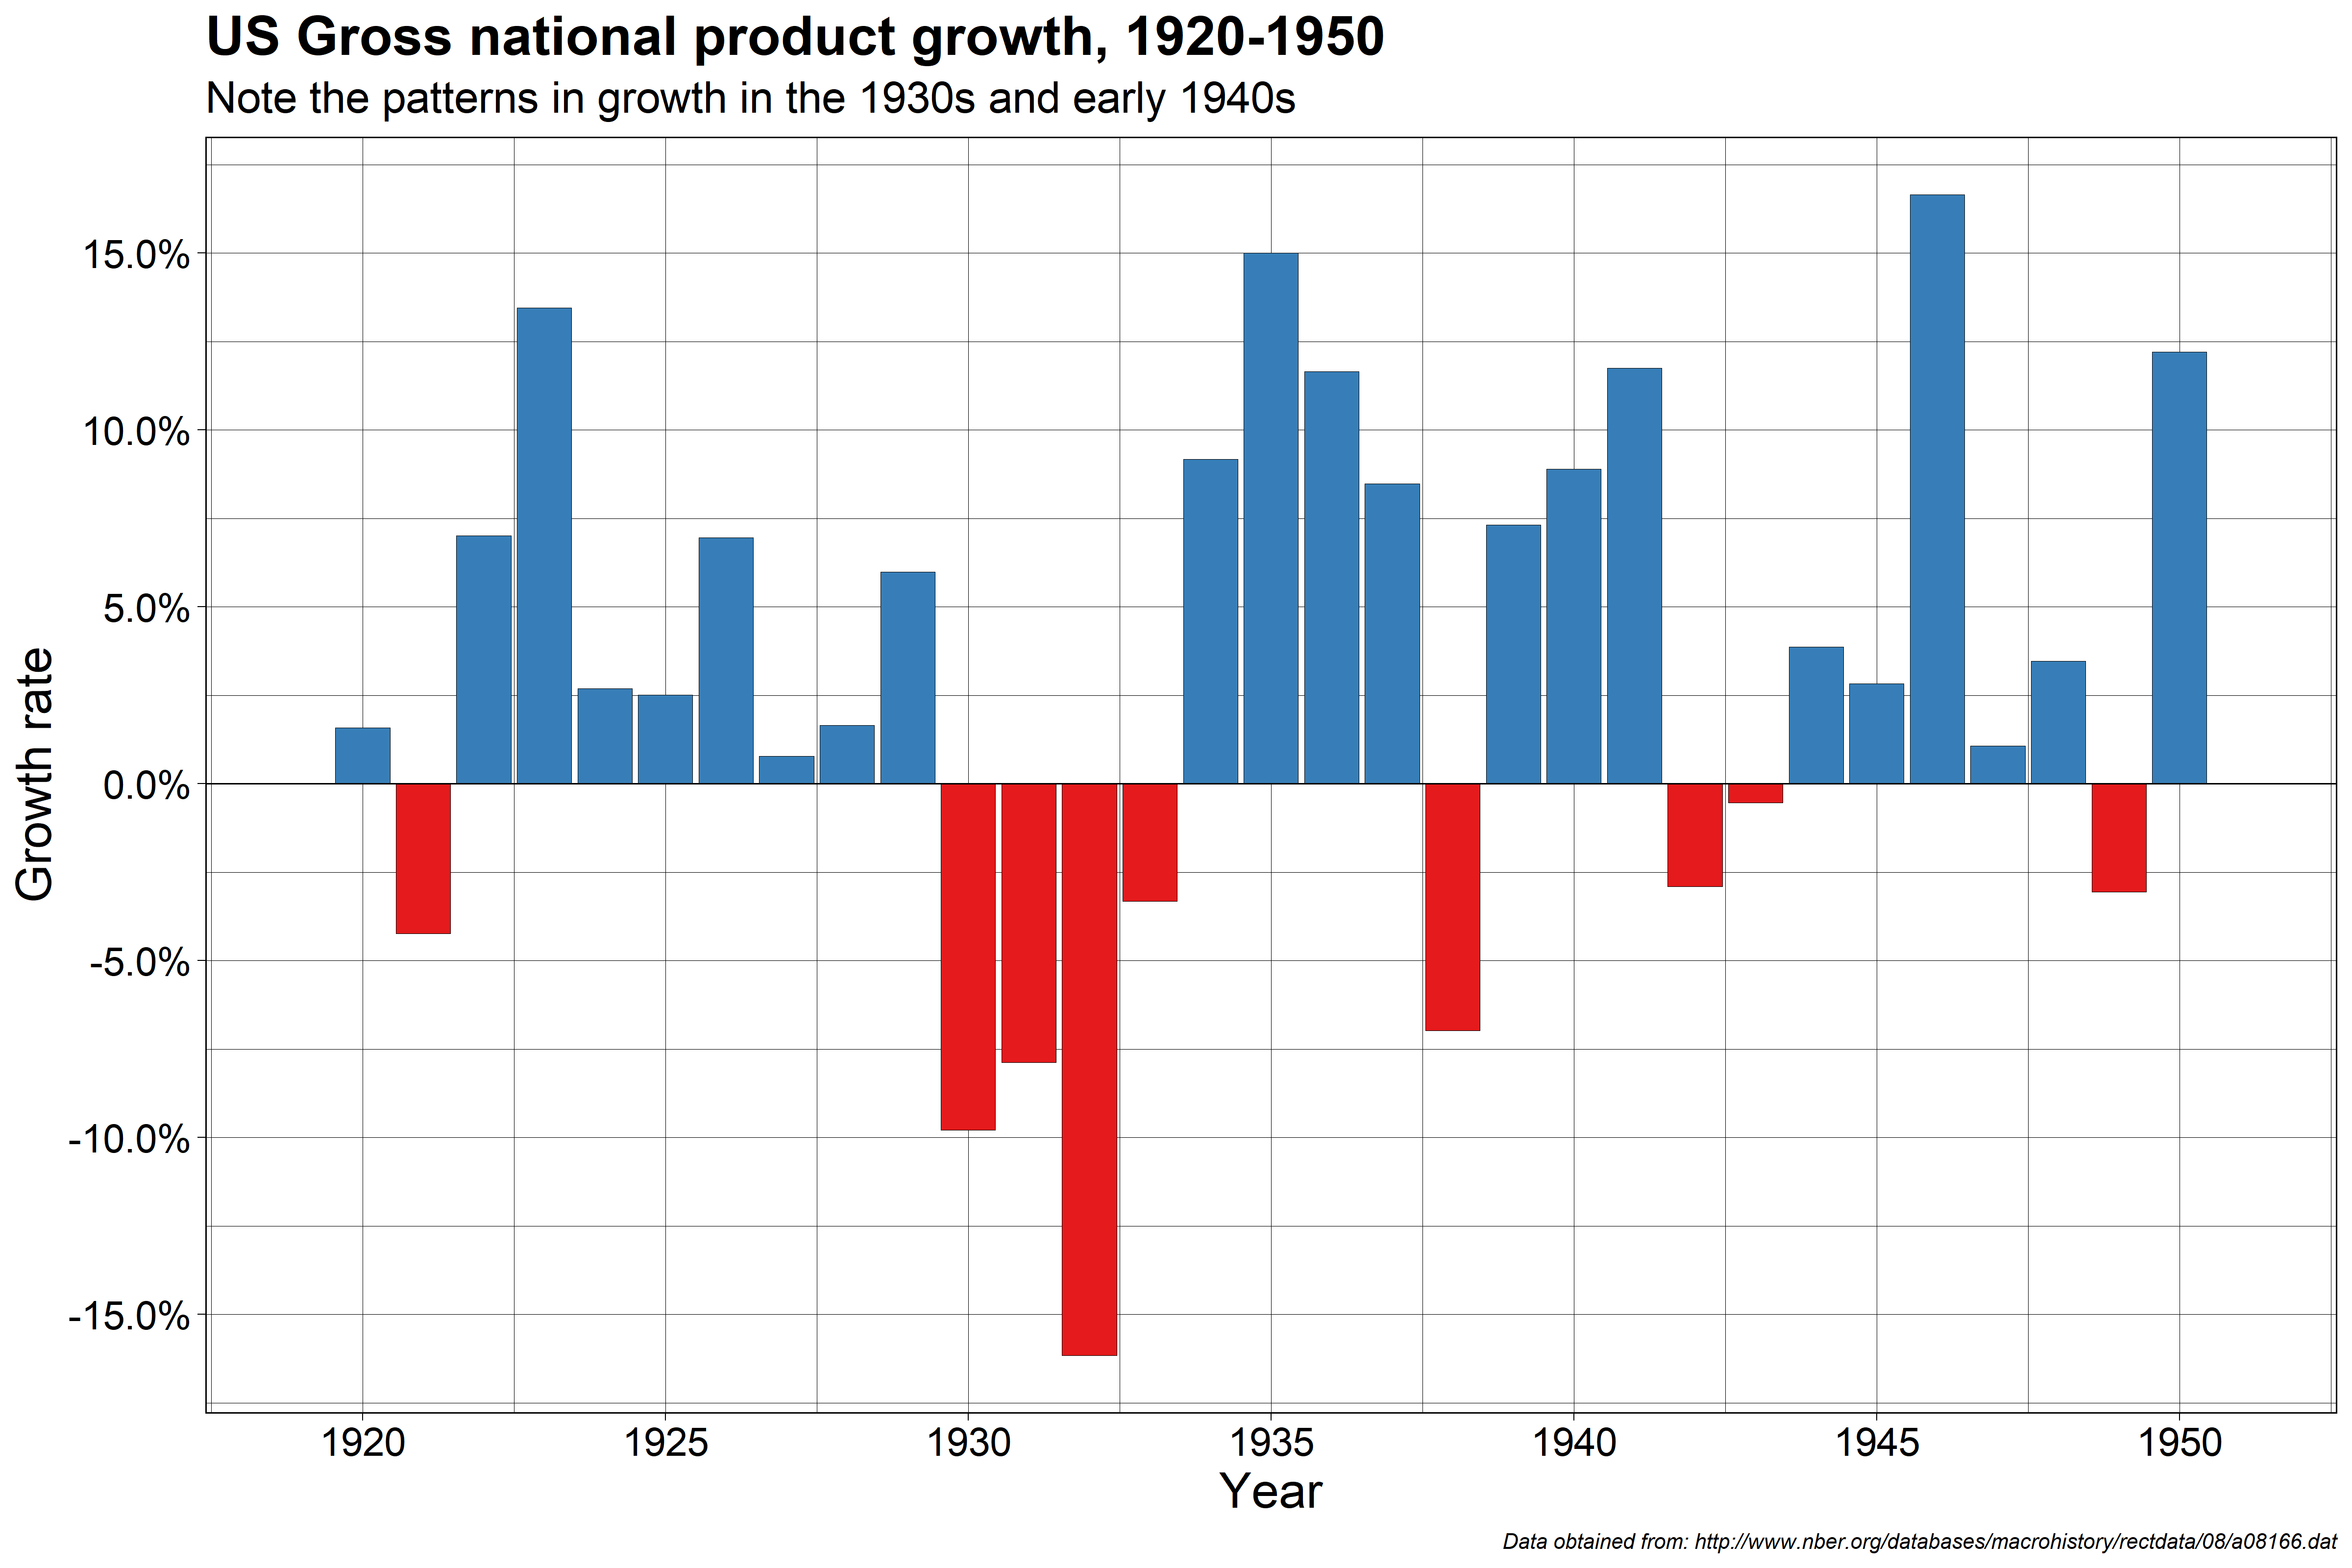 US Gross national product growth, 1920-1950
Note the patterns in growth in the 1930s and early 1940s
Growth rate
15.0%
10.0%
5.0%
0.0%
-5.0%
-10.0%
-15.0%
1920 1925 1930 1935 1940 1945 1950
Year
Data obtained from: http://www.nber.org/databases/macrohistory/rectdata/08/a08166.dat